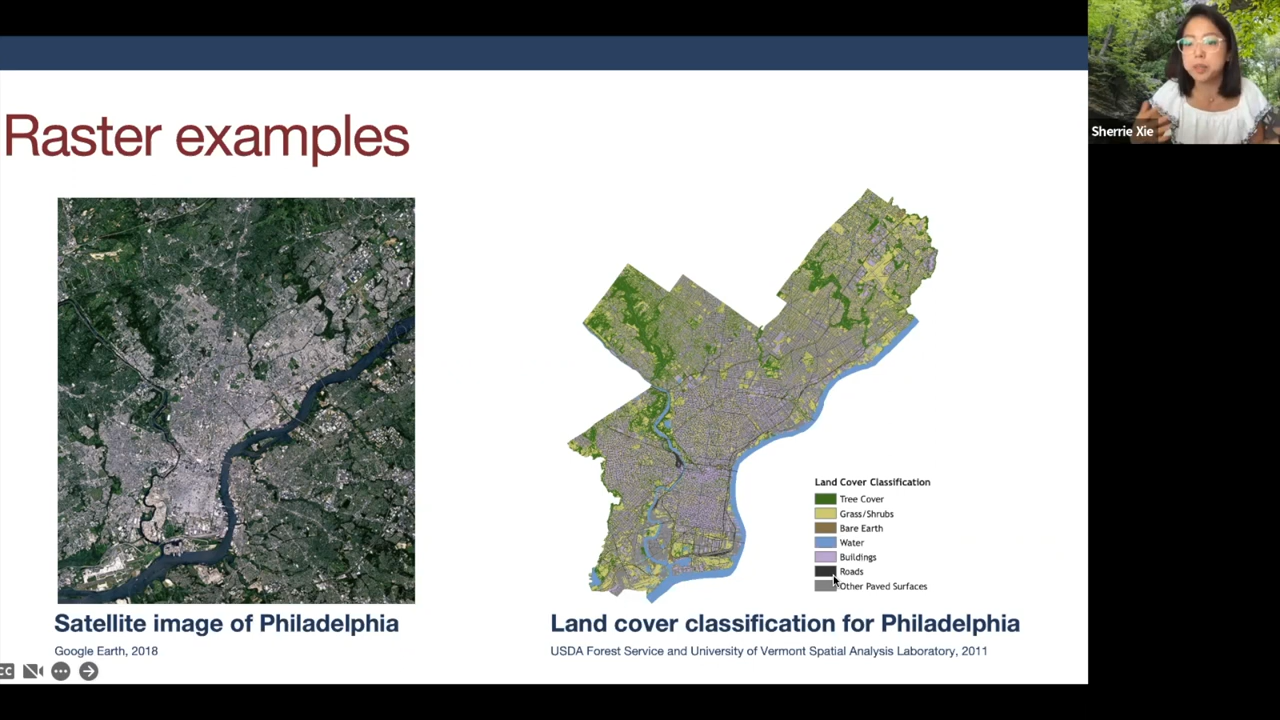 Raster examples
Sherrie Xie
Land Cover Classification
Tree Cover
Grass/Shrubs
Bare Earth
Water
Buildings
Roads
Other Paved Surfaces
Satellite image of Philadelphia
Google Earth, 2018
Land cover classification for Philadelphia
USDA Forest Service and University of Vermont Spatial Analysis Laboratory, 2011
CC